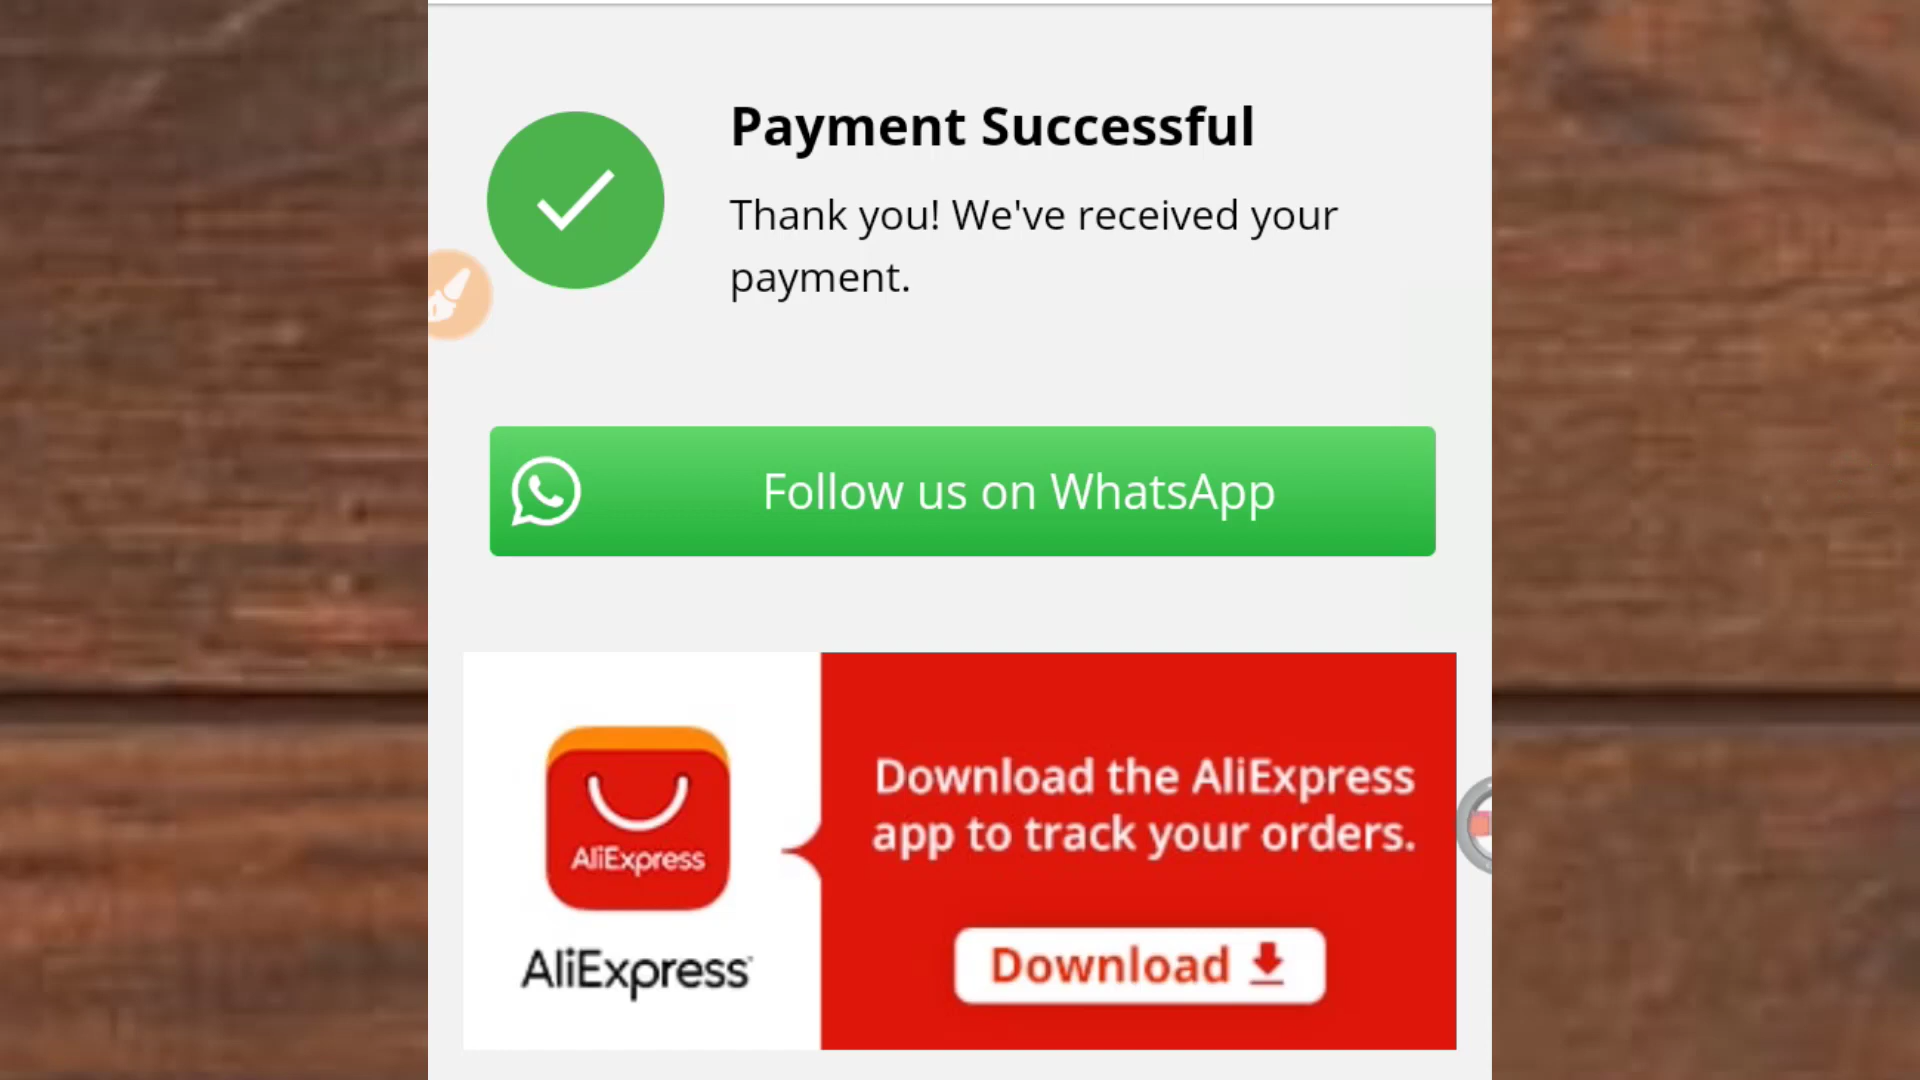 Payment Successful
Thank you! We've received your
payment.
Follow us on WhatsApp
AliExpress
AliExpress
Download the AliExpress
app to track your orders.
Download